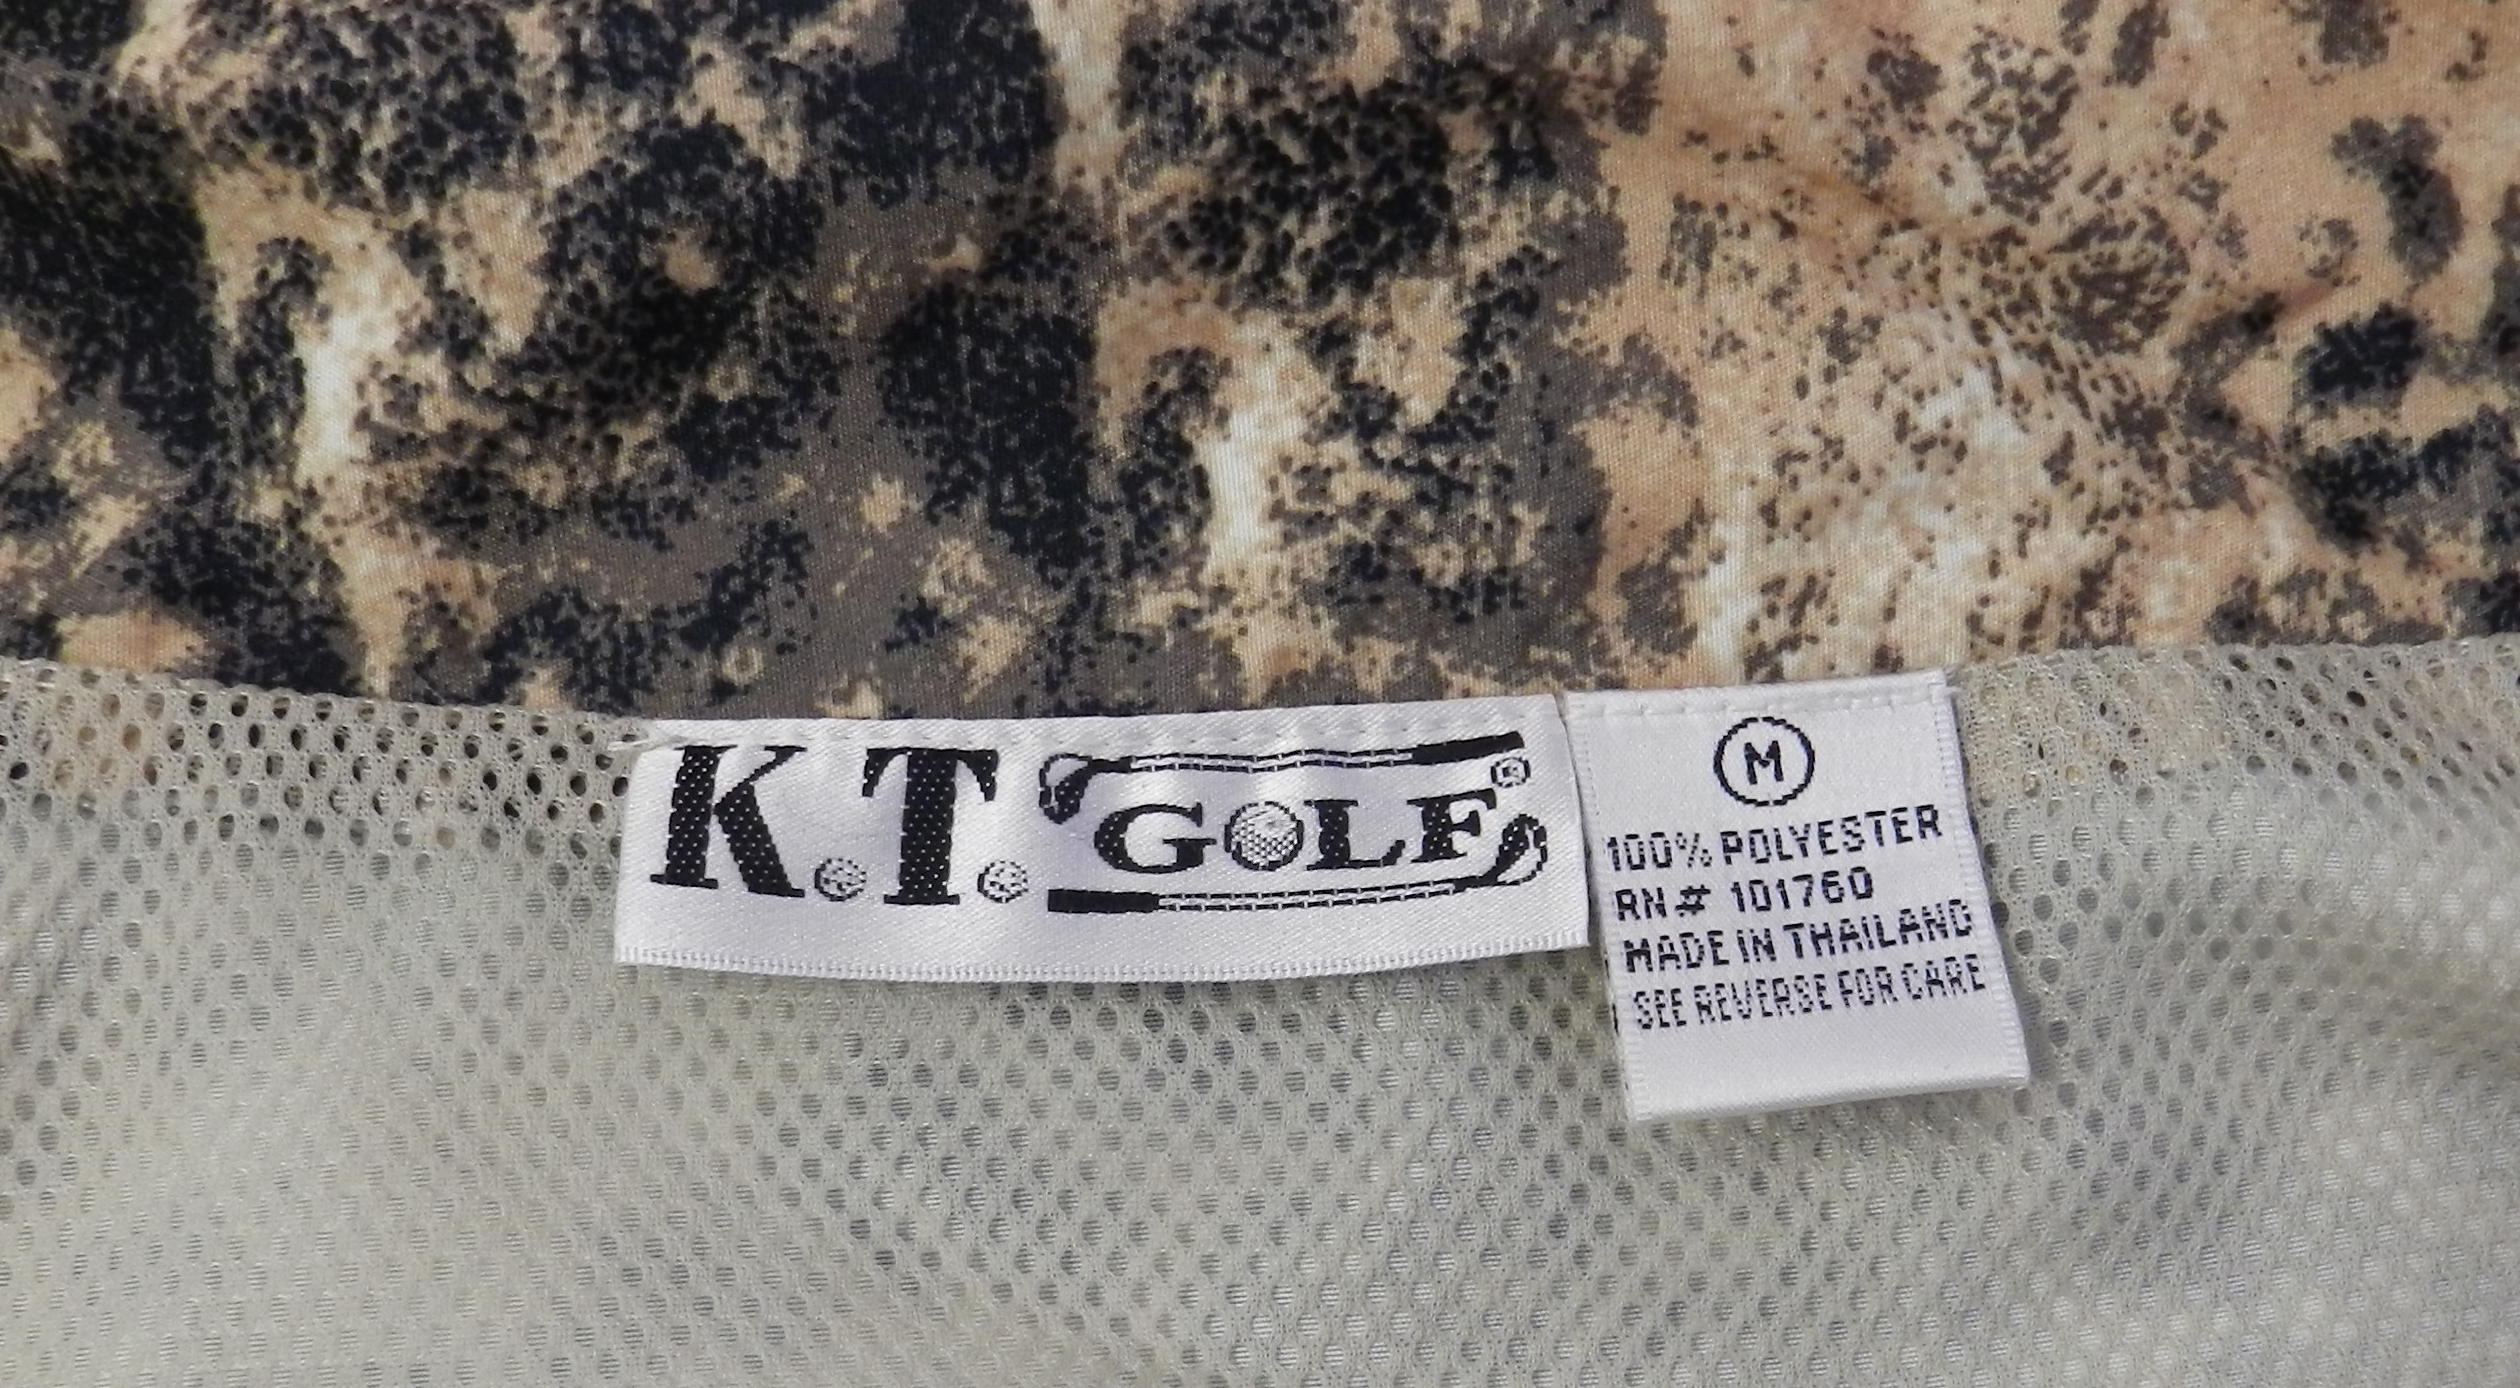 K.T. GOLF®
M
100% POLYESTER
RN# 101760
MADE IN THAILAND
SEE REVERSE FOR CARE